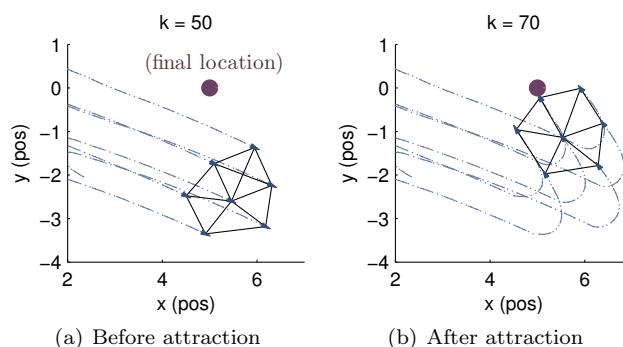 k = 50
1
0
−1
−2
−3
−4
2
4
6
y (pos)
x (pos)
(final location)
(a) Before attraction
k = 70
1
0
−1
−2
−3
−4
2
4
6
y (pos)
x (pos)
(b) After attraction